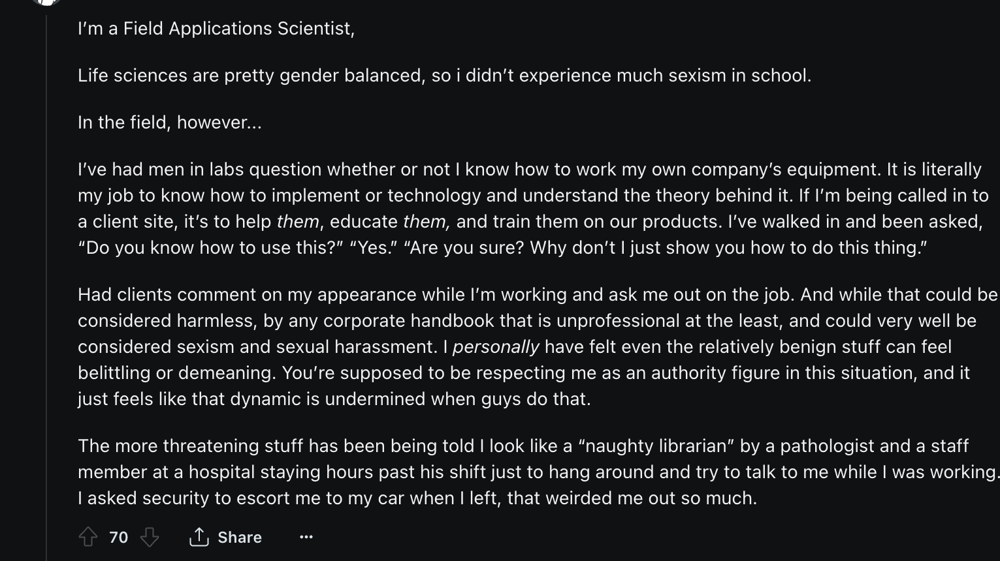 I’m a Field Applications Scientist,
Life sciences are pretty gender balanced, so i didn’t experience much sexism in school.
In the field, however...
I’ve had men in labs question whether or not I know how to work my own company’s equipment. It is literally
my job to know how to implement or technology and understand the theory behind it. If I’m being called in to
a client site, it’s to help them, educate them, and train them on our products. I’ve walked in and been asked,
“Do you know how to use this?” “Yes.” “Are you sure? Why don’t I just show you how to do this thing.”
Had clients comment on my appearance while I’m working and ask me out on the job. And while that could be
considered harmless, by any corporate handbook that is unprofessional at the least, and could very well be
considered sexism and sexual harassment. I personally have felt even the relatively benign stuff can feel
belittling or demeaning. You’re supposed to be respecting me as an authority figure in this situation, and it
just feels like that dynamic is undermined when guys do that.
The more threatening stuff has been being told I look like a “naughty librarian” by a pathologist and a staff
member at a hospital staying hours past his shift just to hang around and try to talk to me while I was working.
I asked security to escort me to my car when I left, that weirded me out so much.
70 Share ...